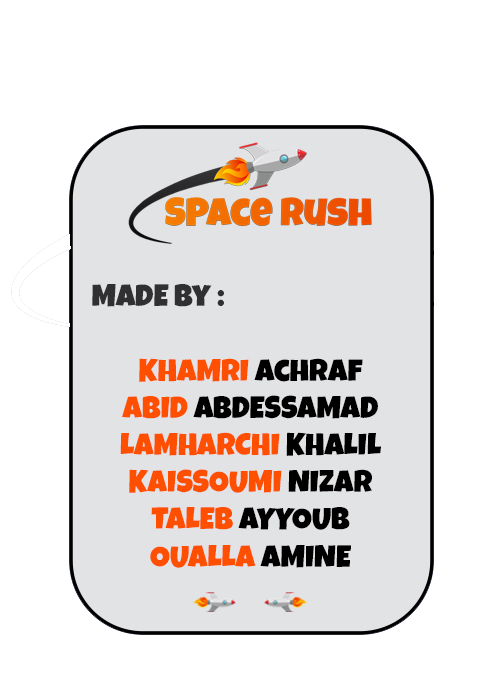 SPACE RUSH
MADE BY :
KHAMRI ACHRAF
ABID ABDESSAMAD
LAMHARCHI KHALIL
KAISSOUMI NIZAR
TALEB AYYOUB
OUALLA AMINE